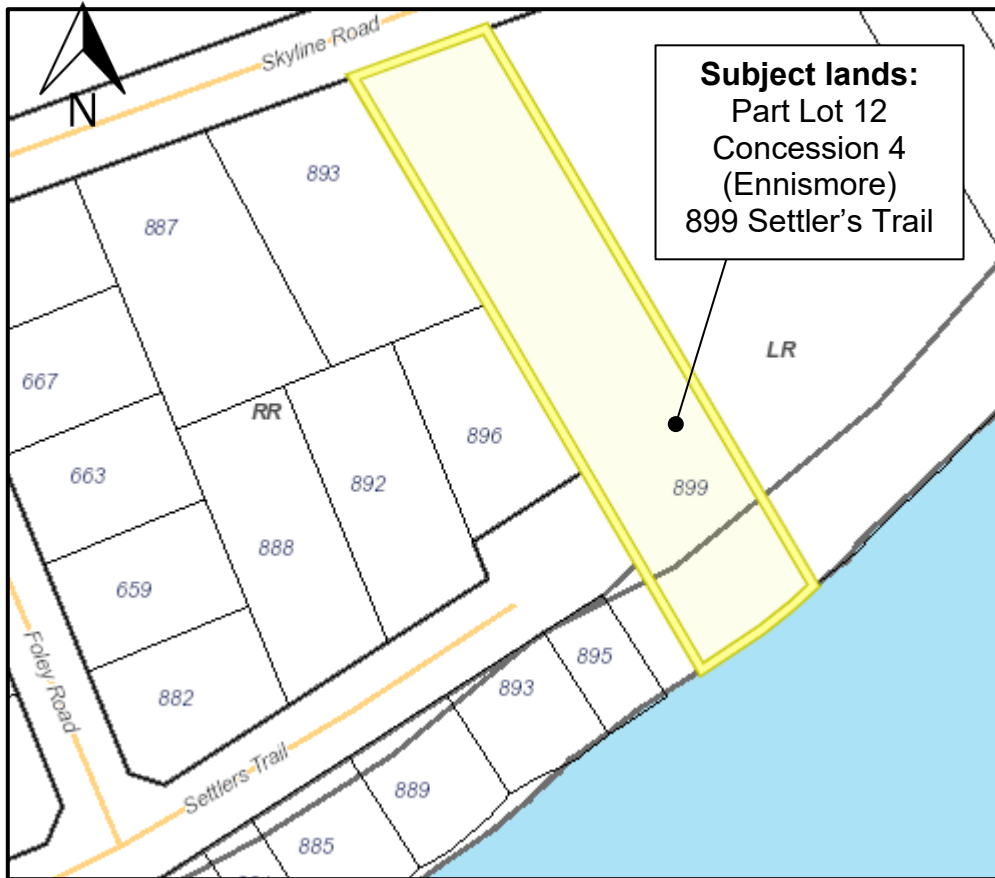 N
Skyline Road
Subject lands:
Part Lot 12
Concession 4
(Ennismore)
899 Settler’s Trail
893
887
LR
667
RR
896
663
892
899
888
659
895
Foley Road
893
882
Settlers Trail
889
885